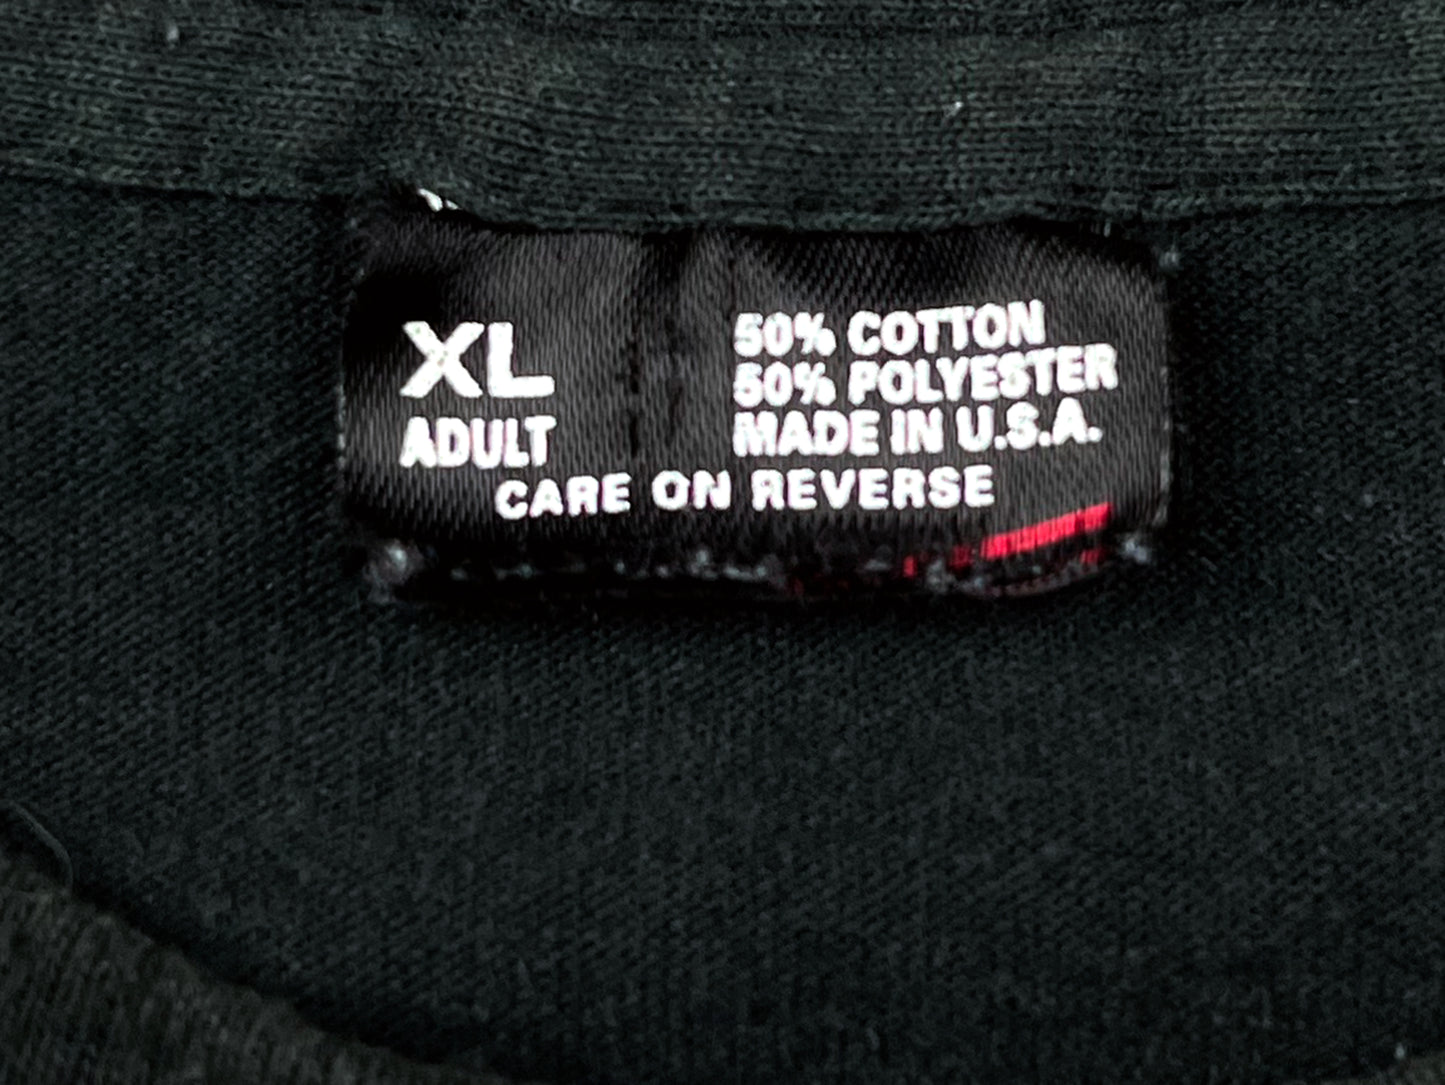 XL
ADULT
50% COTTON
50% POLYESTER
MADE IN U.S.A.
CARE ON REVERSE